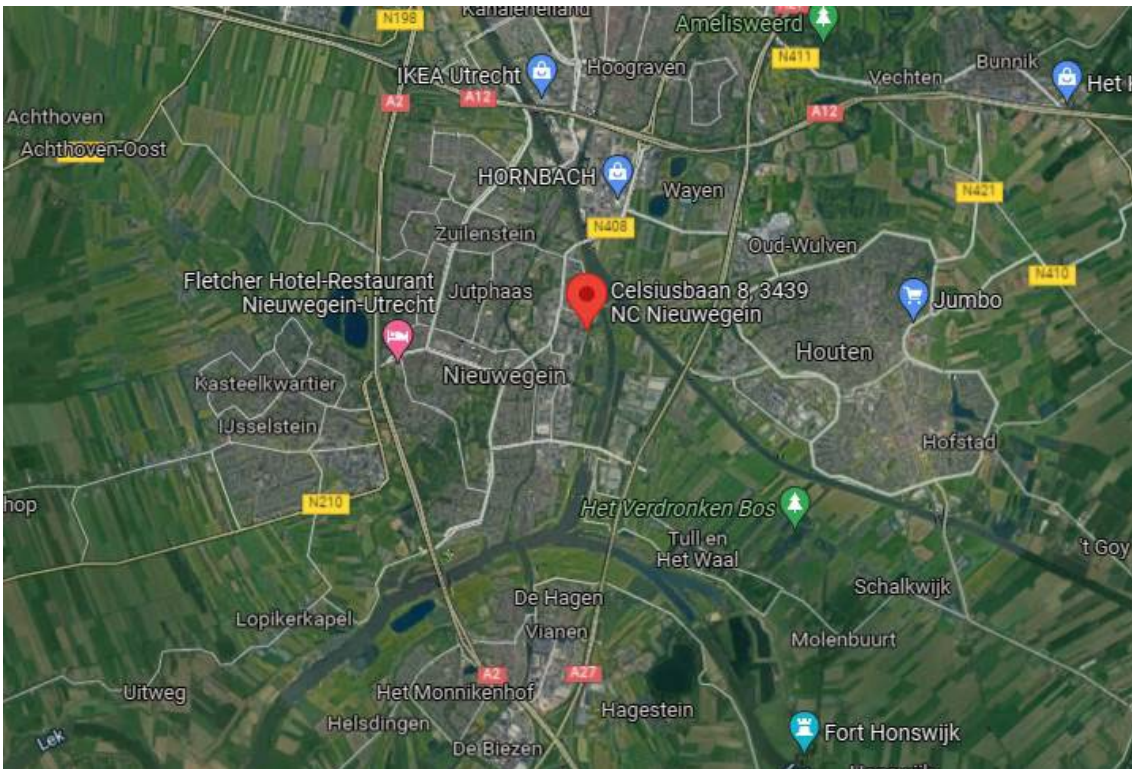 N198
Kanaleneiland
Amelisweerd
N411
IKEA Utrecht
Hoograven
Bunnik
Vechten
Achthoven
A2
A12
A12
Achthoven-Oost
HORNBACH
Wayen
N421
N408
Zuilenstein
Oud-Wulven
N410
Fletcher Hotel-Restaurant
Nieuwegein-Utrecht
Jutphaas
Celsiusbaan 8, 3439
NC Nieuwegein
Jumbo
Houten
Kasteelkwartier
Nieuwegein
IJsselstein
Hofstad
N210
hop
Het Verdronken Bos
Tull en
Het Waal
't Goy
Schalkwijk
De Hagen
Lopikerkapel
Vianen
Molenbuurt
A2
A27
Uitweg
Het Monnikenhof
Hagestein
Helsdingen
Lek
De Biezen
Fort Honswijk